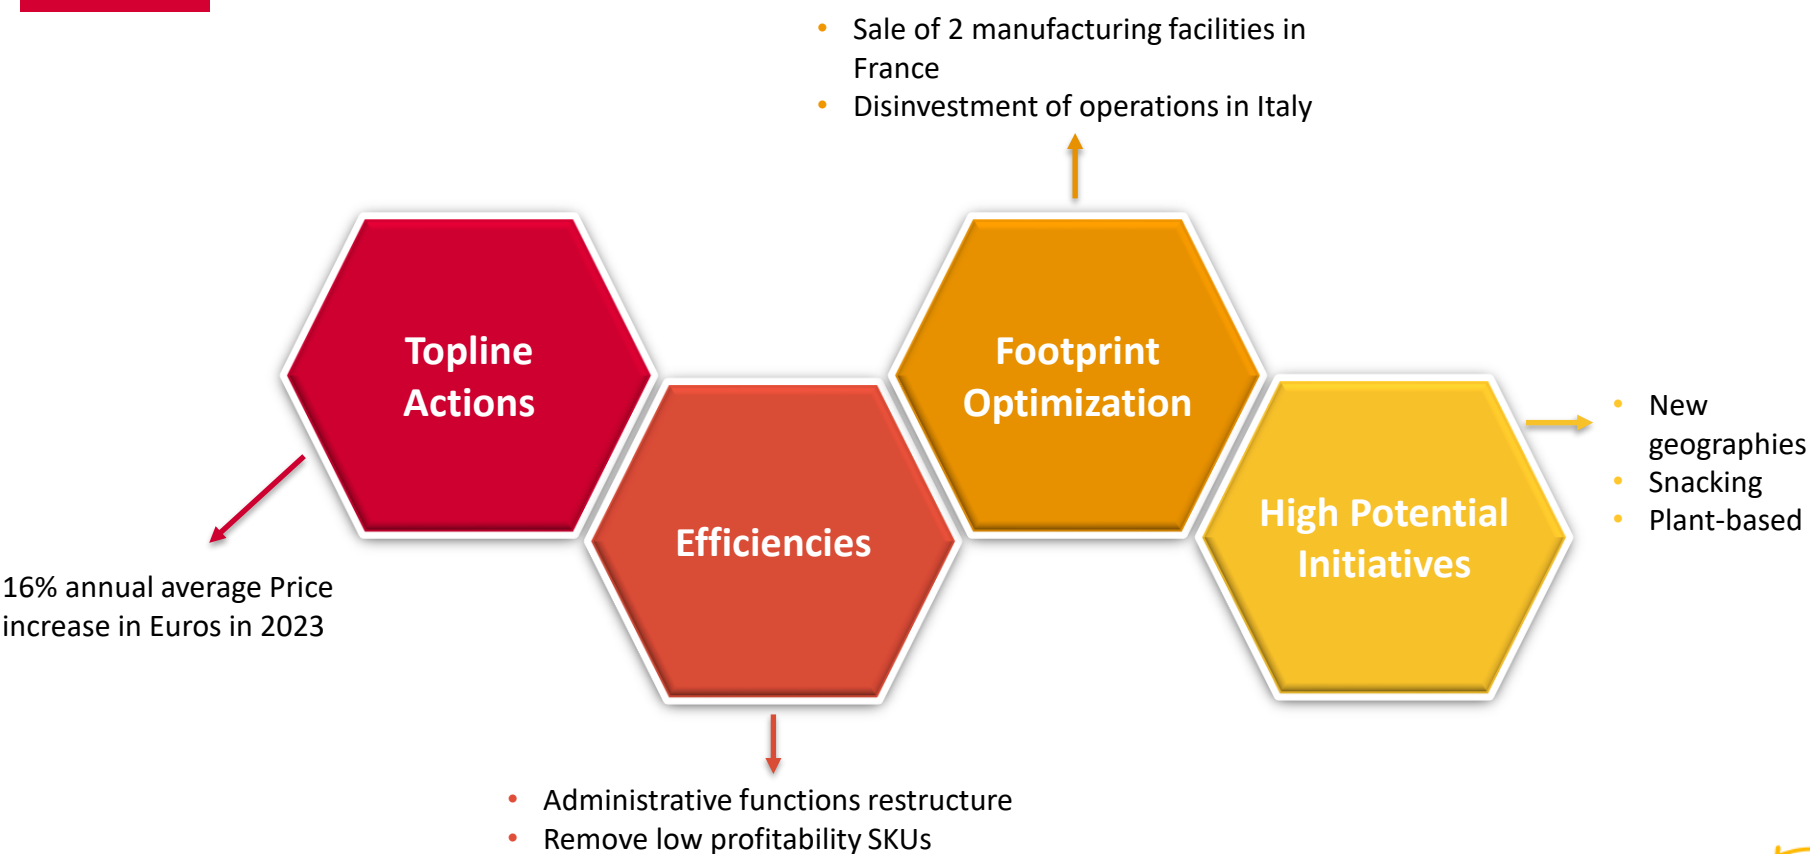 • Sale of 2 manufacturing facilities in
France
• Disinvestment of operations in Italy
Topline
Actions
Footprint
Optimization
Efficiencies
High Potential
Initiatives
• New
geographies
• Snacking
• Plant-based
16% annual average Price
increase in Euros in 2023
• Administrative functions restructure
• Remove low profitability SKUs